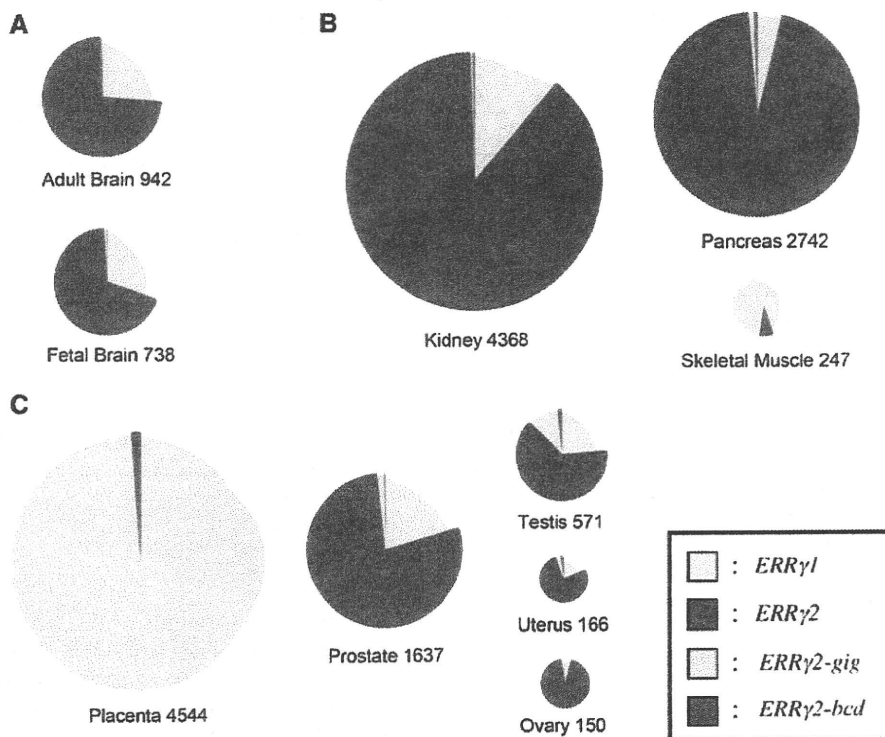 A
Adult Brain 942
Fetal Brain 738
B
Kidney 4368
Pancreas 2742
Skeletal Muscle 247
C
Placenta 4544
Prostate 1637
Testis 571
Uterus 166
Ovary 150
: ERRγ1
: ERRγ2
: ERRγ2-gig
: ERRγ2-bcd